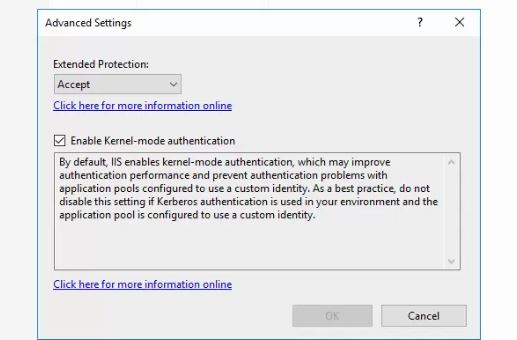 Advanced Settings
Extended Protection:
Accept
Click here for more information online
Enable Kernel-mode authentication
By default, IIS enables kernel-mode authentication, which may improve
authentication performance and prevent authentication problems with
application pools configured to use a custom identity. As a best practice, do not
disable this setting if Kerberos authentication is used in your environment and the
application pool is configured to use a custom identity.
Click here for more information online
OK Cancel